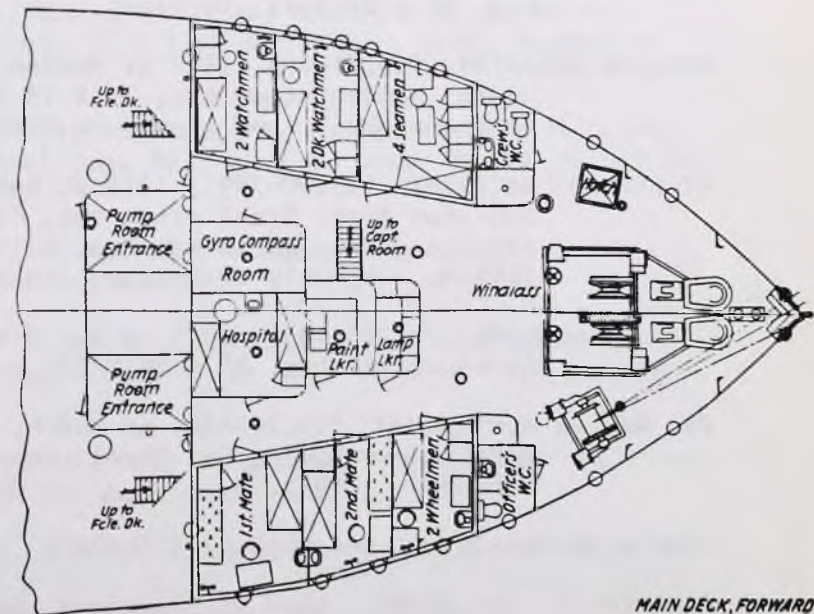 Up to
Fcle. Dk.
2 Watchmen
2 Dk. Watchmen
4 Seamen
Crew's
W.C.
Hatch
Pump
Room
Entrance
Gyro Compass
Room
Up to
Capt.
Room
Windlass
Hospital
Paint
Lkr.
Lamp
Lkr.
Pump
Room
Entrance
Up to
Fcle. Dk.
1st. Mate
2nd. Mate
2 Wheelmen
Officer's
W.C.
MAIN DECK, FORWARD